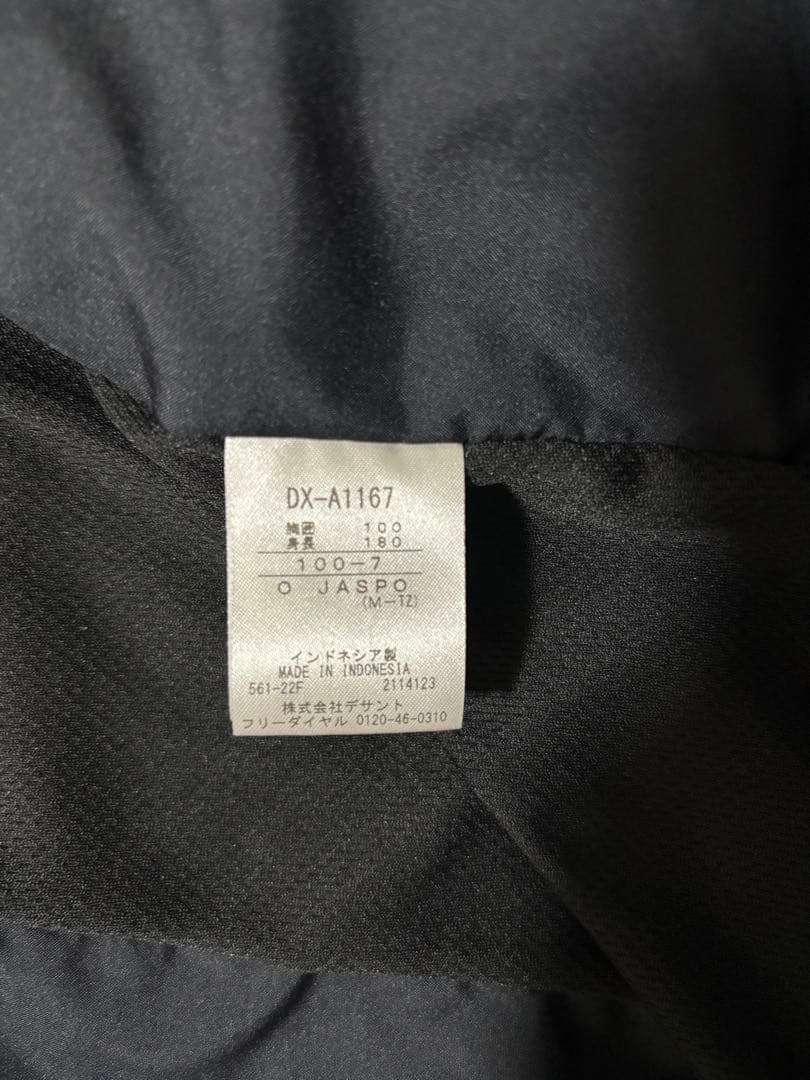 DX-A1167
胸囲 100
身長 180
100-7
O JASPO
(M-TZ)
インドネシア製
MADE IN INDONESIA
561-22F 2114123
株式会社デサント
フリーダイヤル 0120-46-0310